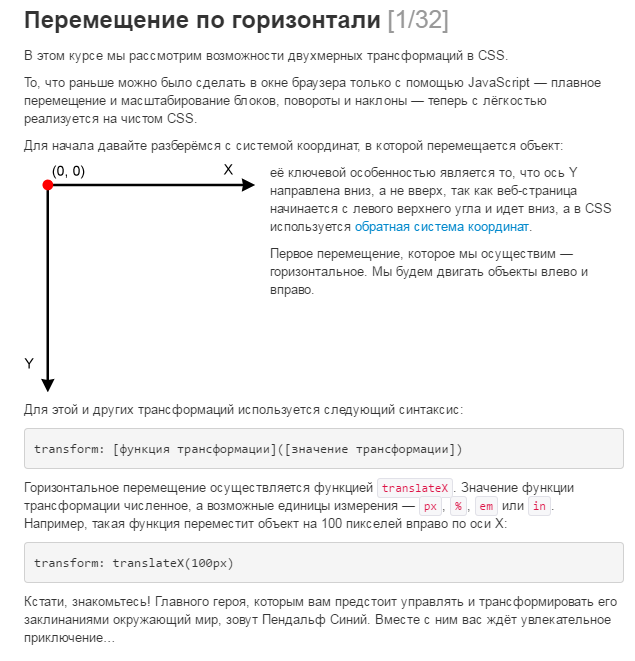 Перемещение по горизонтали [1/32]
В этом курсе мы рассмотрим возможности двухмерных трансформаций в CSS.
То, что раньше можно было сделать в окне браузера только с помощью JavaScript — плавное
перемещение и масштабирование блоков, повороты и наклоны — теперь с лёгкостью
реализуется на чистом CSS.
Для начала давайте разберёмся с системой координат, в которой перемещается объект:
(0, 0)
X
Y
её ключевой особенностью является то, что ось Y
направлена вниз, а не вверх, так как веб-страница
начинается с левого верхнего угла и идет вниз, а в CSS
используется обратная система координат.
Первое перемещение, которое мы осуществим —
горизонтальное. Мы будем двигать объекты влево и
вправо.
Для этой и других трансформаций используется следующий синтаксис:
transform: [функция трансформации]([значение трансформации])
Горизонтальное перемещение осуществляется функцией translateX. Значение функции
трансформации численное, а возможные единицы измерения — px, %, em или in.
Например, такая функция переместит объект на 100 пикселей вправо по оси X:
transform: translateX(100px)
Кстати, знакомьтесь! Главного героя, которым вам предстоит управлять и трансформировать его
заклинаниями окружающий мир, зовут Пендальф Синий. Вместе с ним вас ждёт увлекательное
приключение…